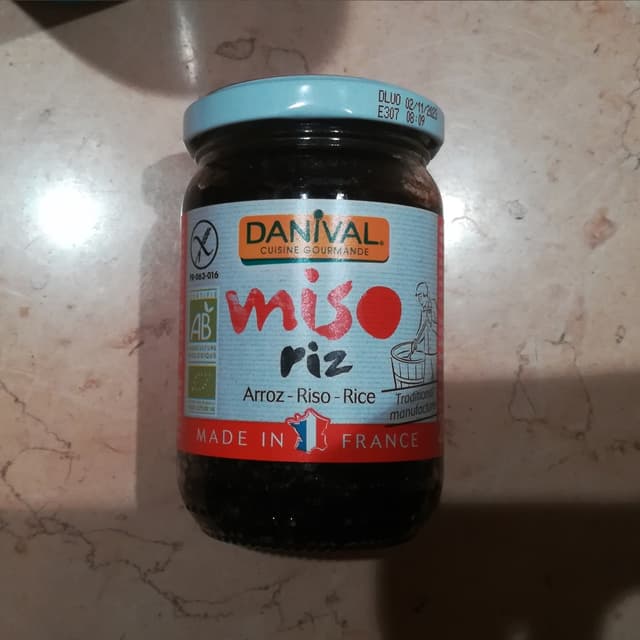 DLUO 02/11/2023
E307 08:09
DANIVAL®
CUISINE GOURMANDE
FR-063-016
AB
AGRICULTURE
BIOLOGIQUE
miso
riz
Arroz - Riso - Rice
Traditional
MADE IN FRANCE